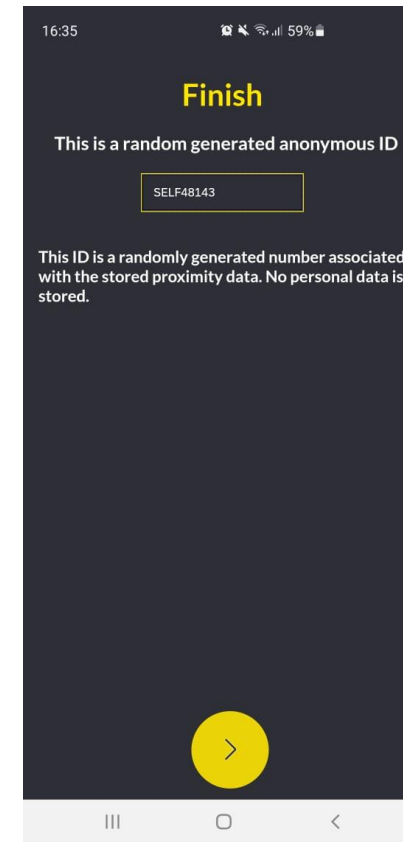 16:35 59%
Finish
This is a random generated anonymous ID
SELF48143
This ID is a randomly generated number associated
with the stored proximity data. No personal data is
stored.